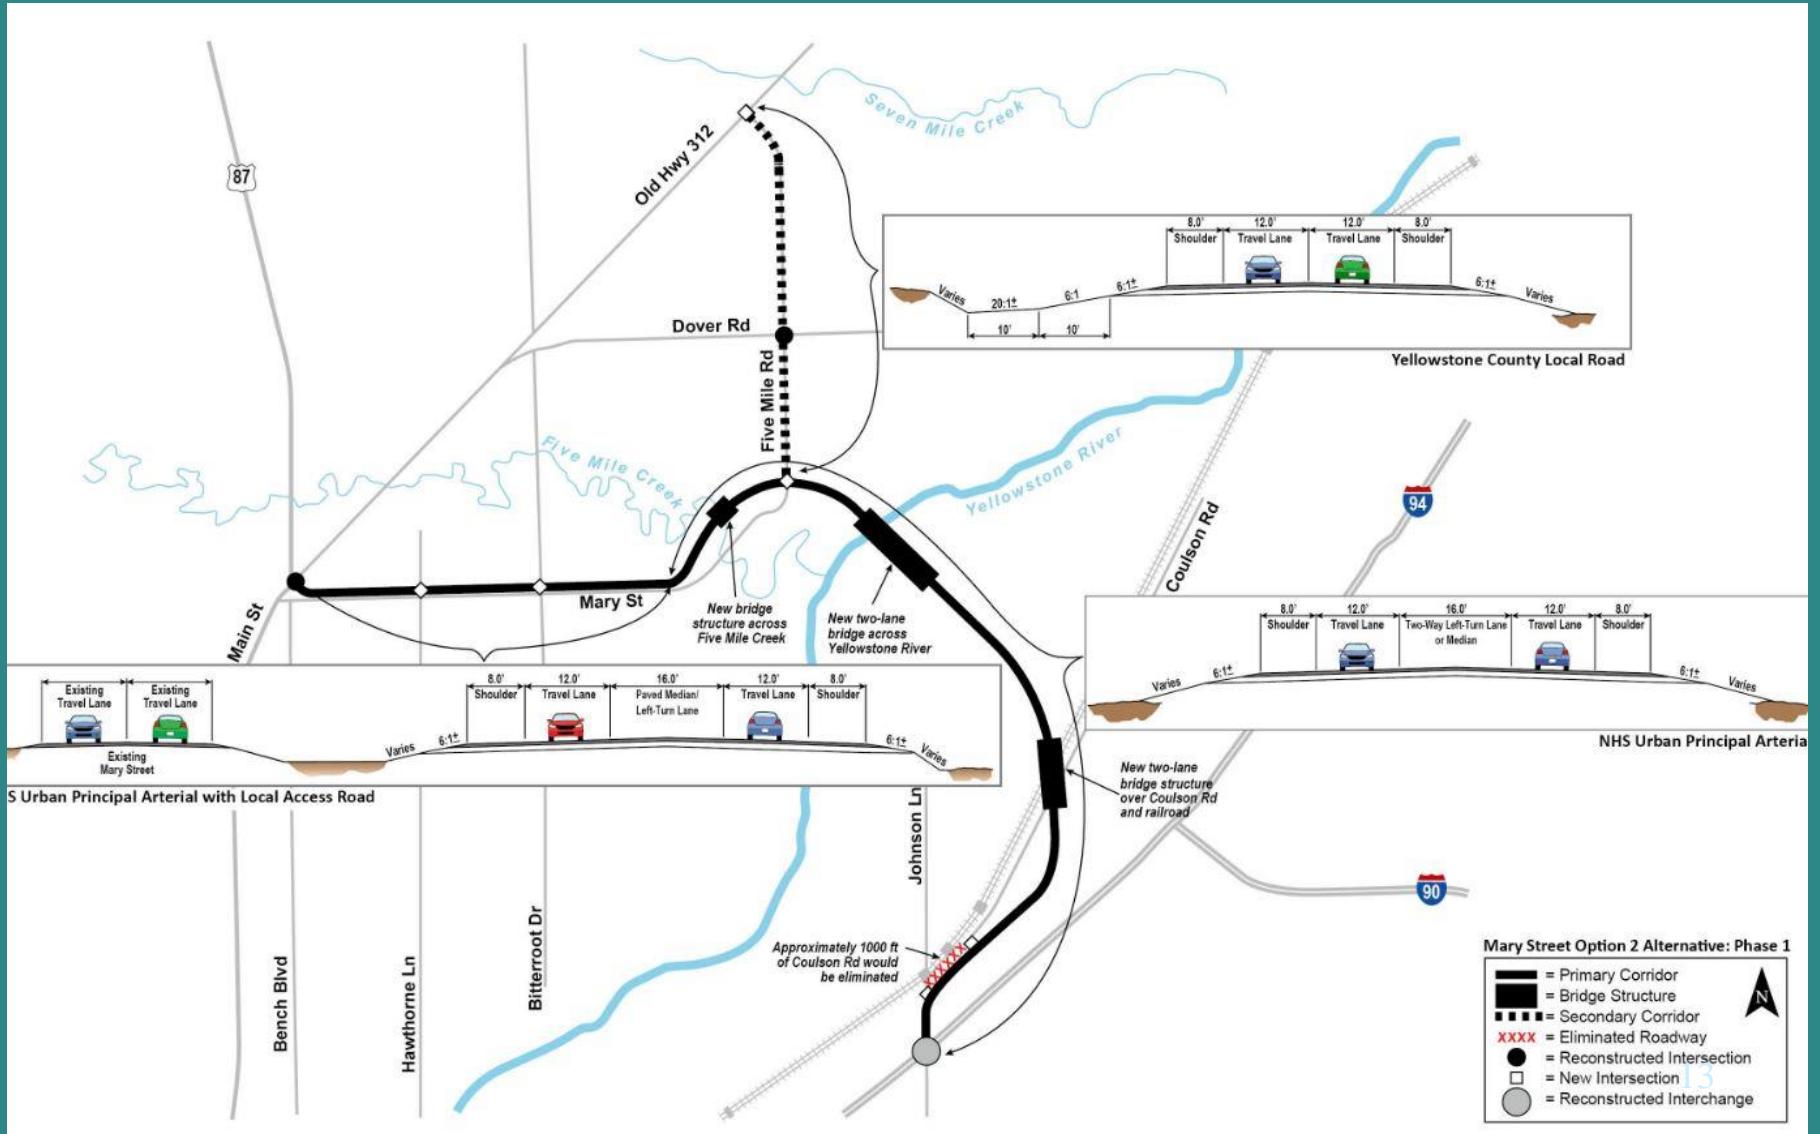 Seven Mile Creek
Old Hwy 312
87
8.0'
12.0'
12.0'
8.0'
Shoulder
Travel Lane
Travel Lane
Shoulder
Varies
20:1±
6:1
6:1±
6:1±
Varies
10'
10'
Yellowstone County Local Road
Dover Rd
Five Mile Rd
Five Mile Creek
Yellowstone River
Coulson Rd
94
Main St
Mary St
New bridge
structure across
Five Mile Creek
New two-lane
bridge across
Yellowstone River
8.0'
12.0'
16.0'
12.0'
8.0'
Shoulder
Travel Lane
Two-Way Left-Turn Lane
or Median
Travel Lane
Shoulder
Varies
6:1±
6:1±
Varies
NHS Urban Principal Arteria
Existing
Travel Lane
Existing
Travel Lane
Existing
Mary Street
8.0'
12.0'
16.0'
12.0'
8.0'
Shoulder
Travel Lane
Paved Median/
Left-Turn Lane
Travel Lane
Shoulder
Varies
6:1±
6:1±
Varies
S Urban Principal Arterial with Local Access Road
New two-lane
bridge structure
over Coulson Rd
and railroad
Johnson Ln
90
Bench Blvd
Hawthorne Ln
Bitterroot Dr
Approximately 1000 ft
of Coulson Rd would
be eliminated
XXXXXX
Mary Street Option 2 Alternative: Phase 1
= Primary Corridor
= Bridge Structure
= Secondary Corridor
XXXX = Eliminated Roadway
= Reconstructed Intersection
= New Intersection
= Reconstructed Interchange
N
13